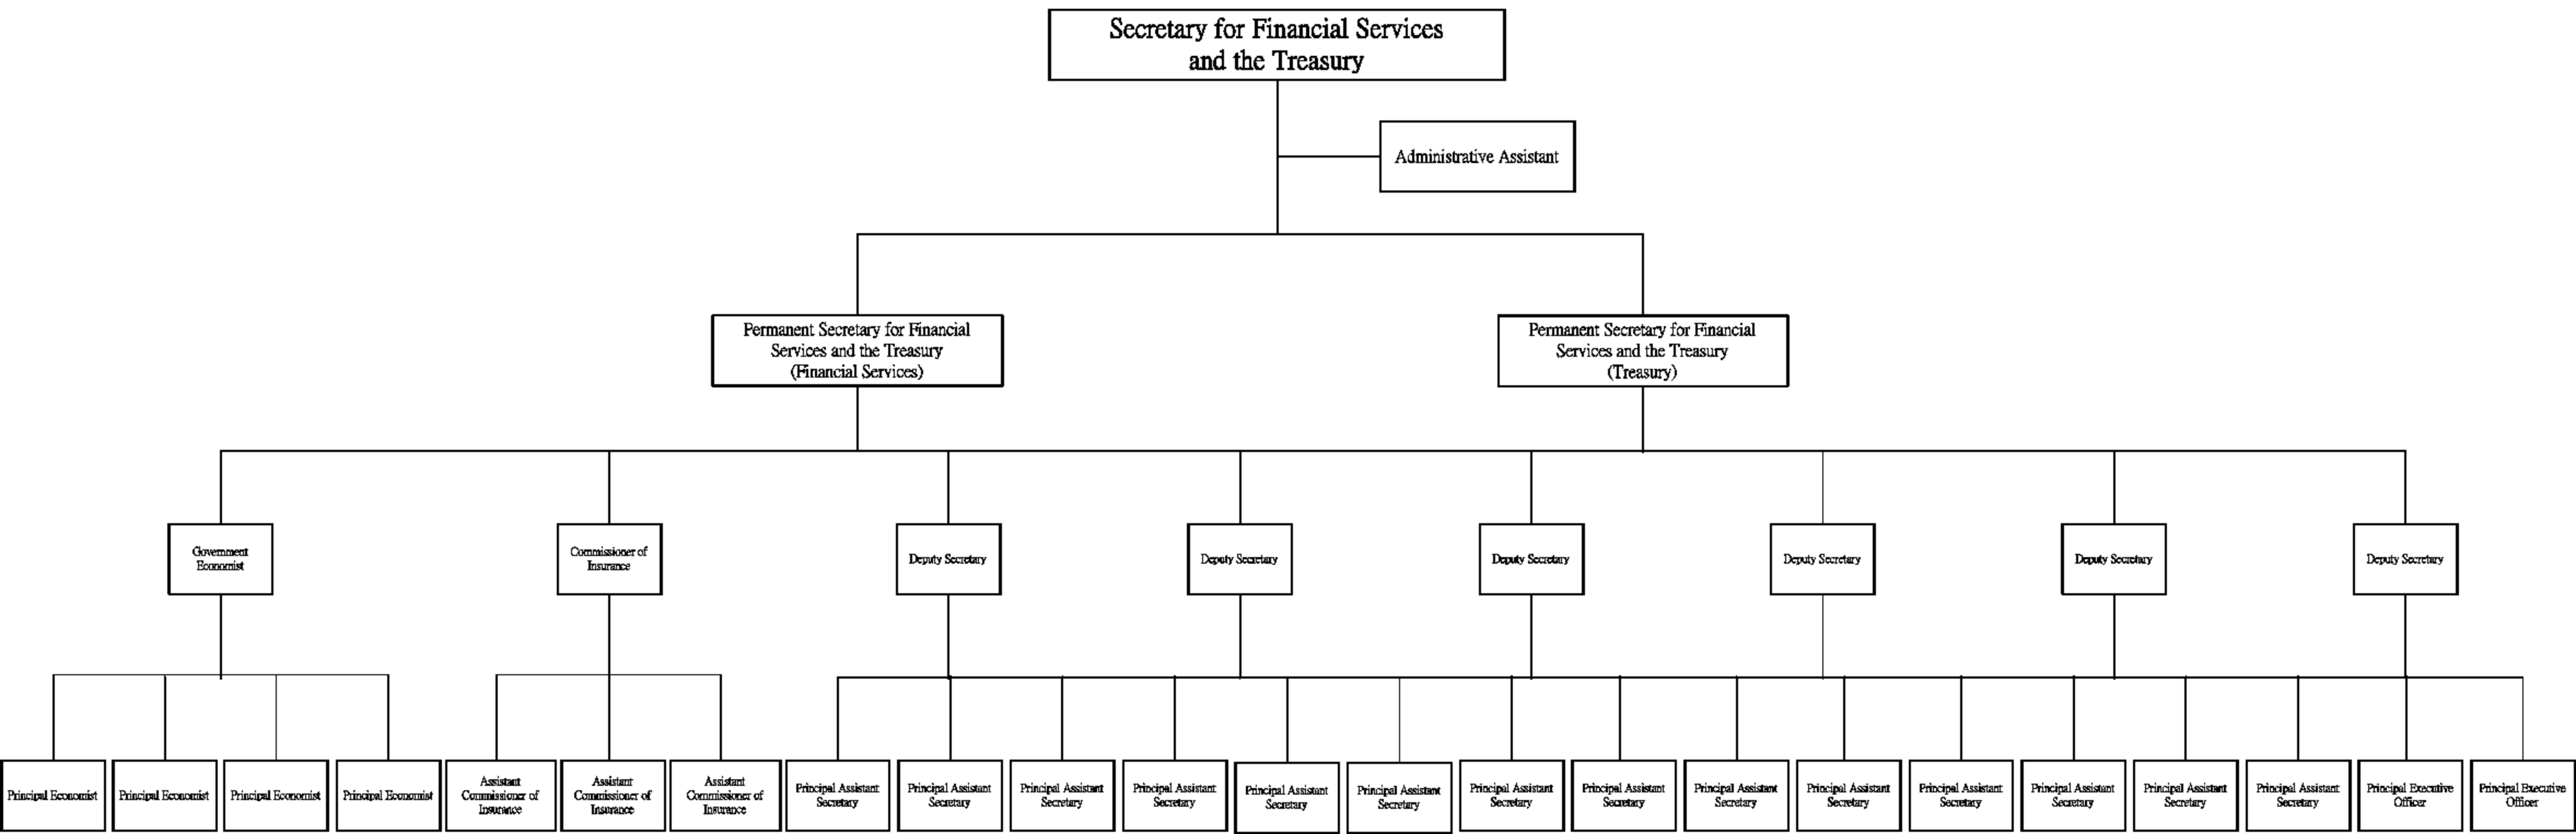 Secretary for Financial Services
and the Treasury
Administrative Assistant
Permanent Secretary for Financial
Services and the Treasury
(Financial Services)
Permanent Secretary for Financial
Services and the Treasury
(Treasury)
Government
Economist
Commissioner of
Insurance
Deputy Secretary
Deputy Secretary
Deputy Secretary
Deputy Secretary
Deputy Secretary
Deputy Secretary
Principal Economist
Principal Economist
Principal Economist
Principal Economist
Assistant
Commissioner of
Insurance
Assistant
Commissioner of
Insurance
Assistant
Commissioner of
Insurance
Principal Assistant
Secretary
Principal Assistant
Secretary
Principal Assistant
Secretary
Principal Assistant
Secretary
Principal Assistant
Secretary
Principal Assistant
Secretary
Principal Assistant
Secretary
Principal Assistant
Secretary
Principal Assistant
Secretary
Principal Assistant
Secretary
Principal Assistant
Secretary
Principal Assistant
Secretary
Principal Assistant
Secretary
Principal Assistant
Secretary
Principal Executive
Officer
Principal Executive
Officer